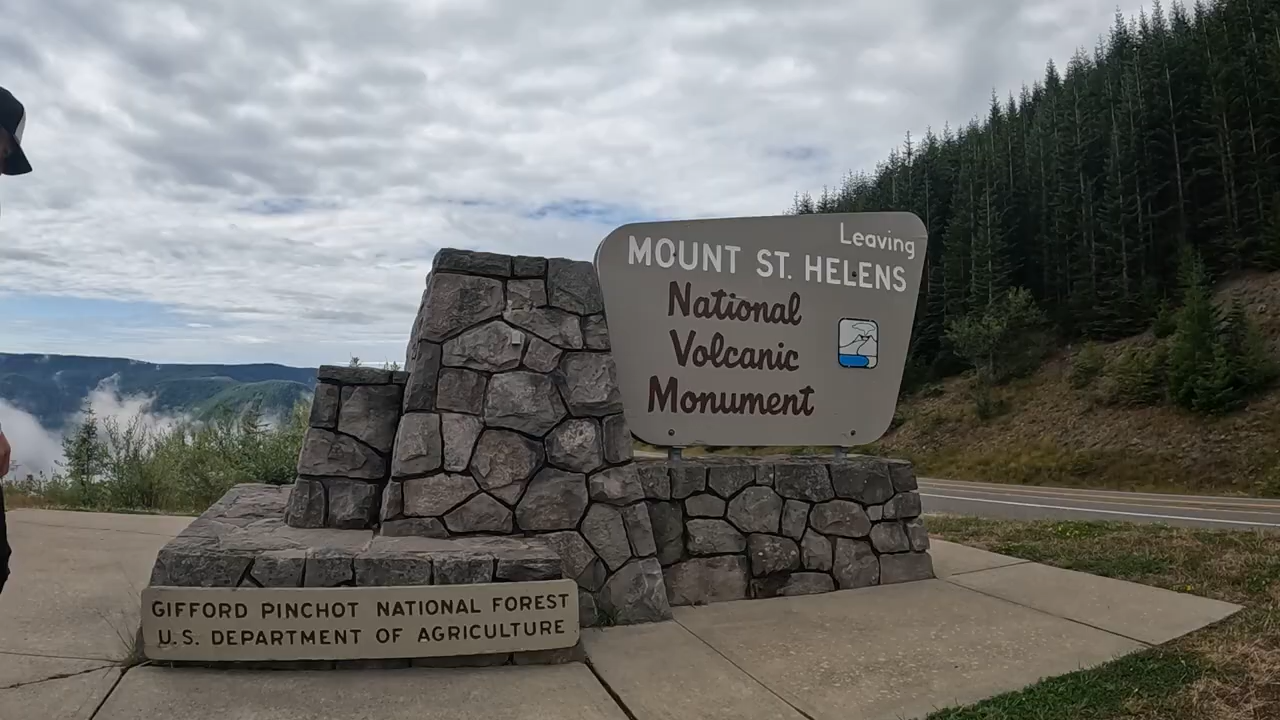 Leaving
MOUNT ST. HELENS
National
Volcanic
Monument
GIFFORD PINCHOT NATIONAL FOREST
U.S. DEPARTMENT OF AGRICULTURE